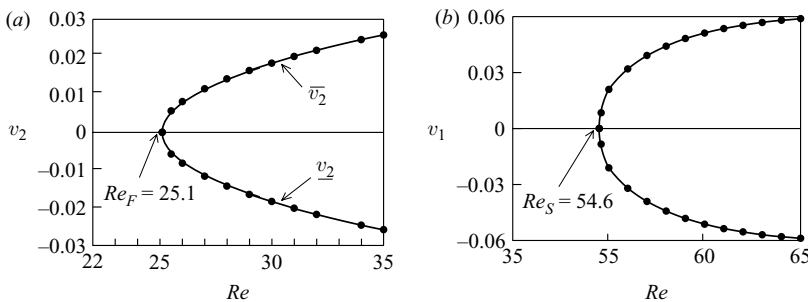 (a)
0.03
0.02
0.01
v2
0
−0.01
−0.02
−0.03
v̅2
v̲2
ReF = 25.1
22 25 30 35
Re
(b)
0.06
0.03
v1
0
−0.03
−0.06
ReS = 54.6
35 55 60 65
Re